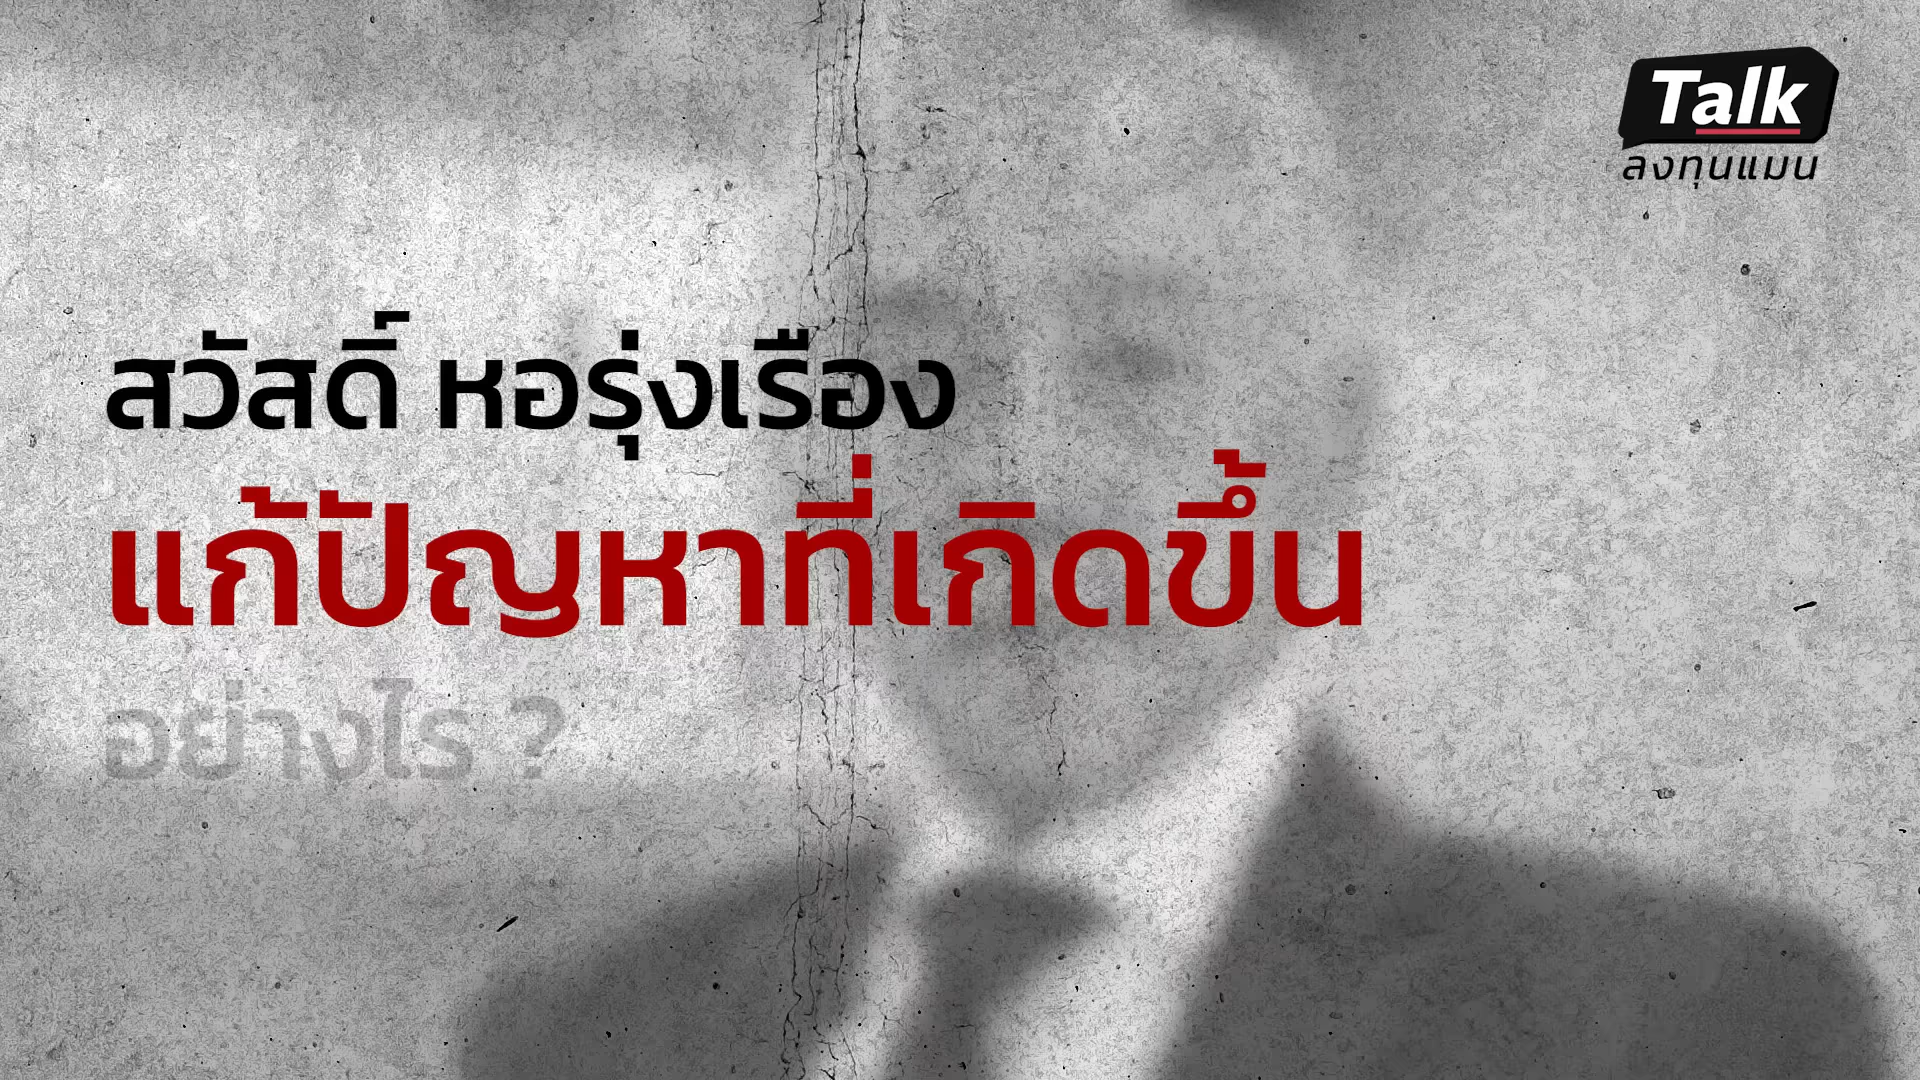 Talk
ลงทุนแมน
สวัสดิ์ หอรุ่งเรือง
แก้ปัญหาที่เกิดขึ้น
อย่างไร ?